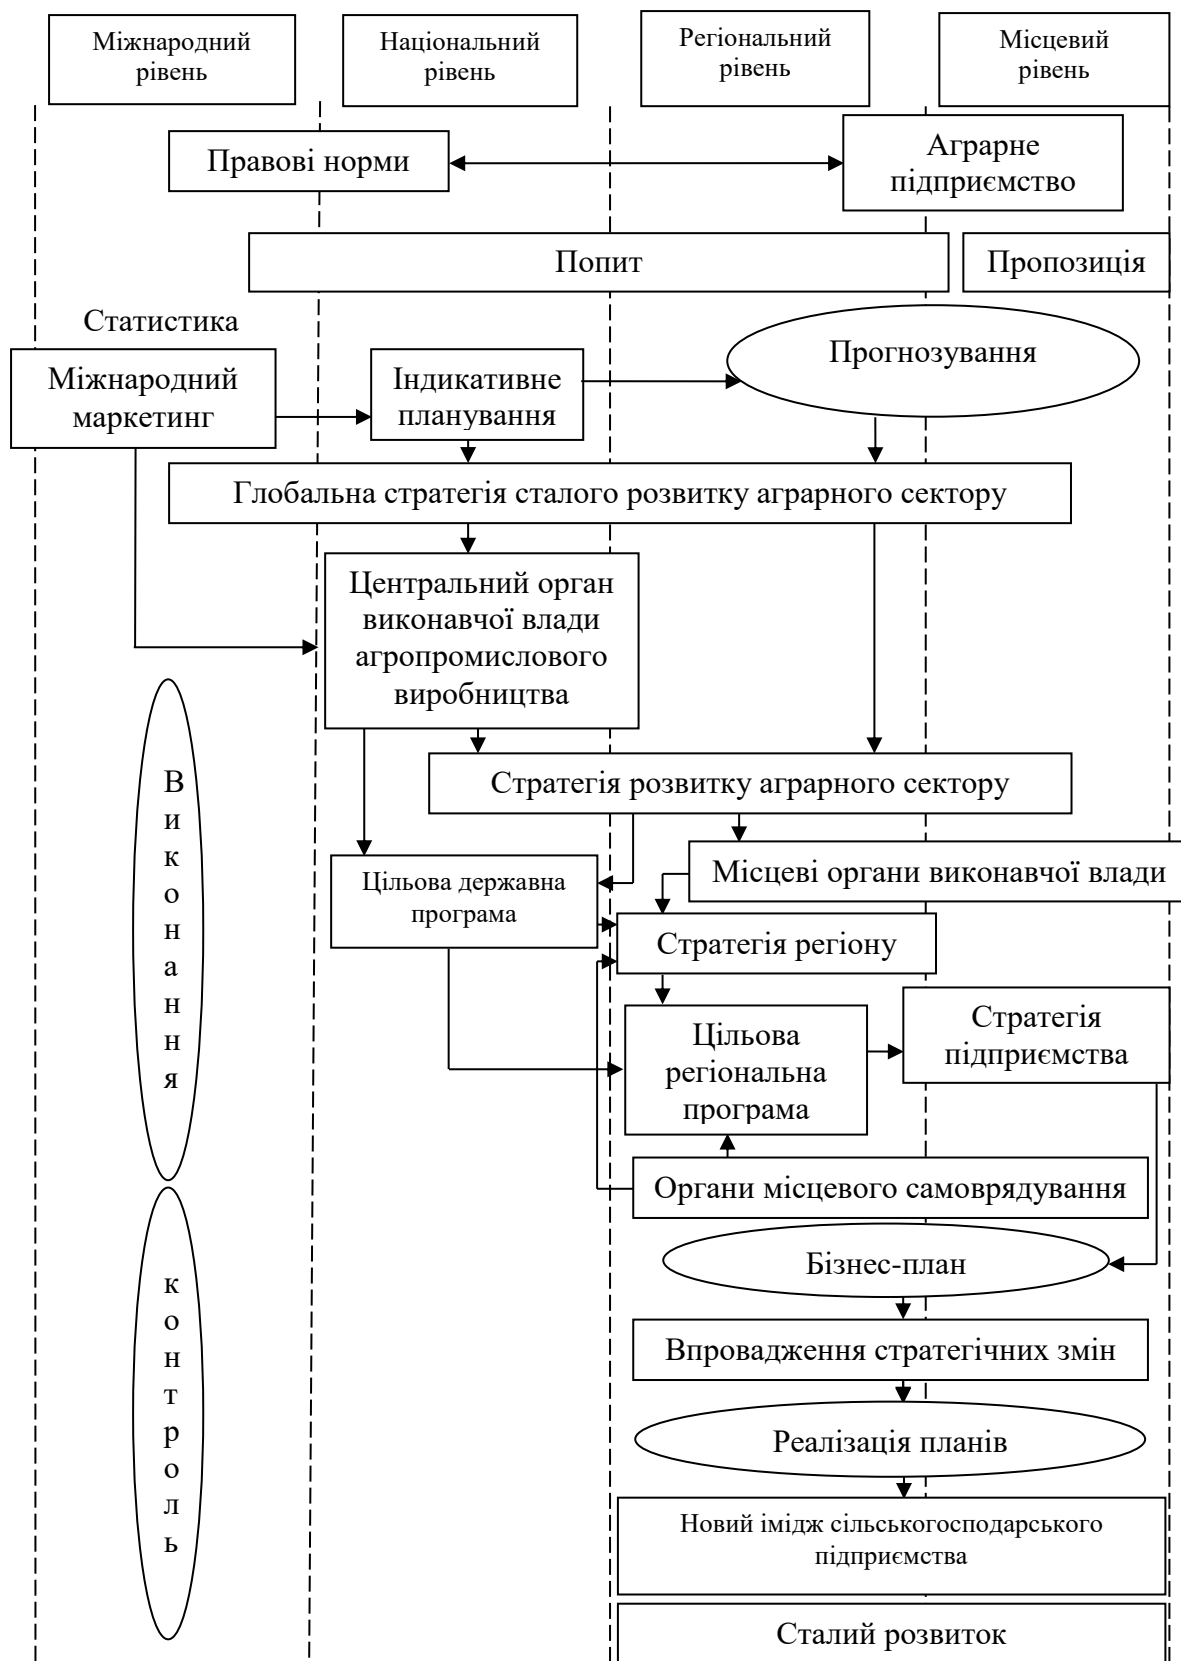 Міжнародний
рівень
Національний
рівень
Регіональний
рівень
Місцевий
рівень
Правові норми
Аграрне
підприємство
Попит
Пропозиція
Статистика
Міжнародний
маркетинг
Індикативне
планування
Прогнозування
Глобальна стратегія сталого розвитку аграрного сектору
Центральний орган
виконавчої влади
агропромислового
виробництва
Стратегія розвитку аграрного сектору
Місцеві органи виконавчої влади
Цільова державна
програма
Стратегія регіону
Цільова
регіональна
програма
Стратегія
підприємства
Органи місцевого самоврядування
Бізнес-план
Впровадження стратегічних змін
Реалізація планів
Новий імідж сільськогосподарського
підприємства
Сталий розвиток
Виконання
контроль